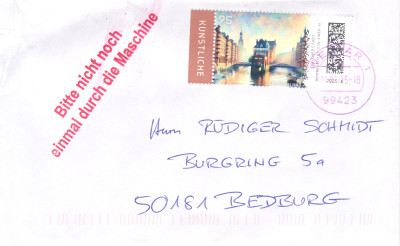 Bitte nicht noch
einmal durch die Maschine
KÜNSTLICHE
95
99423
Herrn RÜDIGER SCHMIDT
BURGRING 5a
50181 BEDBURG